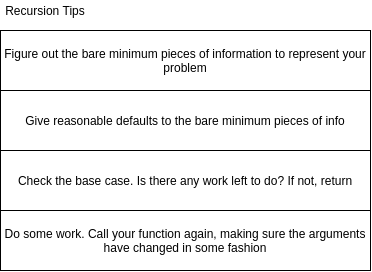 Recursion Tips
Figure out the bare minimum pieces of information to represent your
problem
Give reasonable defaults to the bare minimum pieces of info
Check the base case. Is there any work left to do? If not, return
Do some work. Call your function again, making sure the arguments
have changed in some fashion